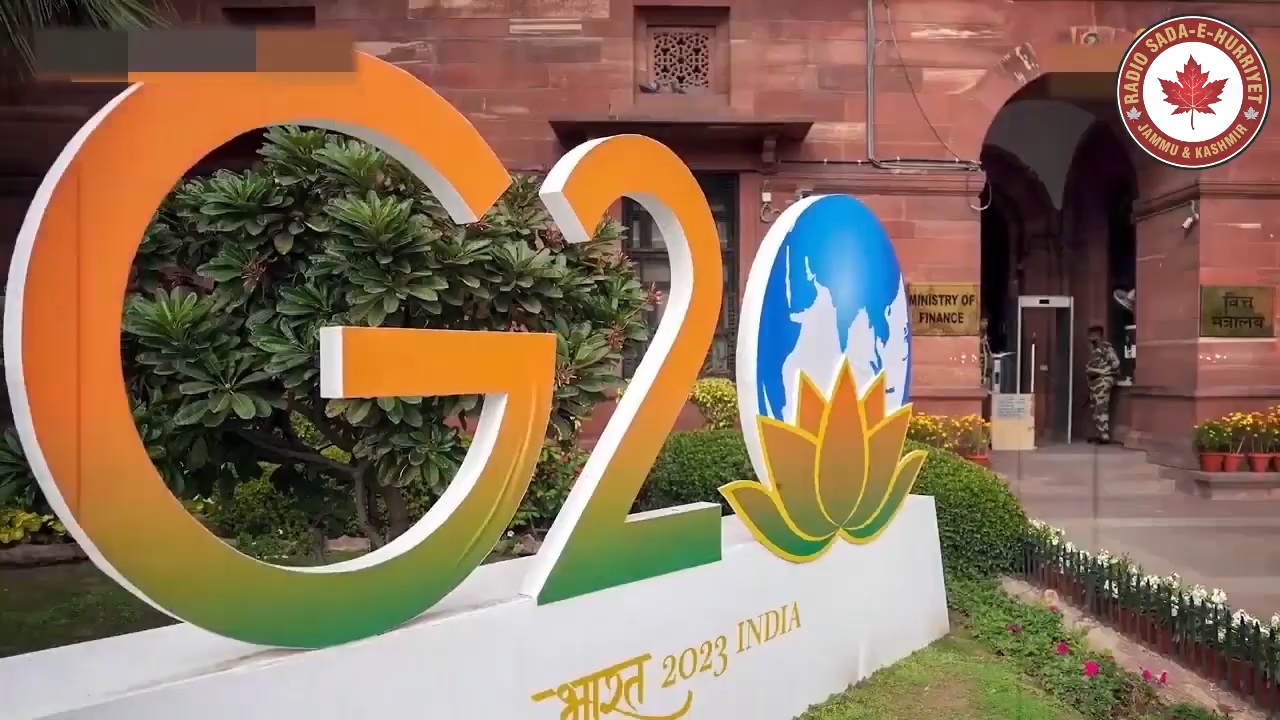 G20
भारत 2023 INDIA
MINISTRY OF
FINANCE
वित्त
मंत्रालय
RADIO SADA-E-HURRIYET
JAMMU & KASHMIR